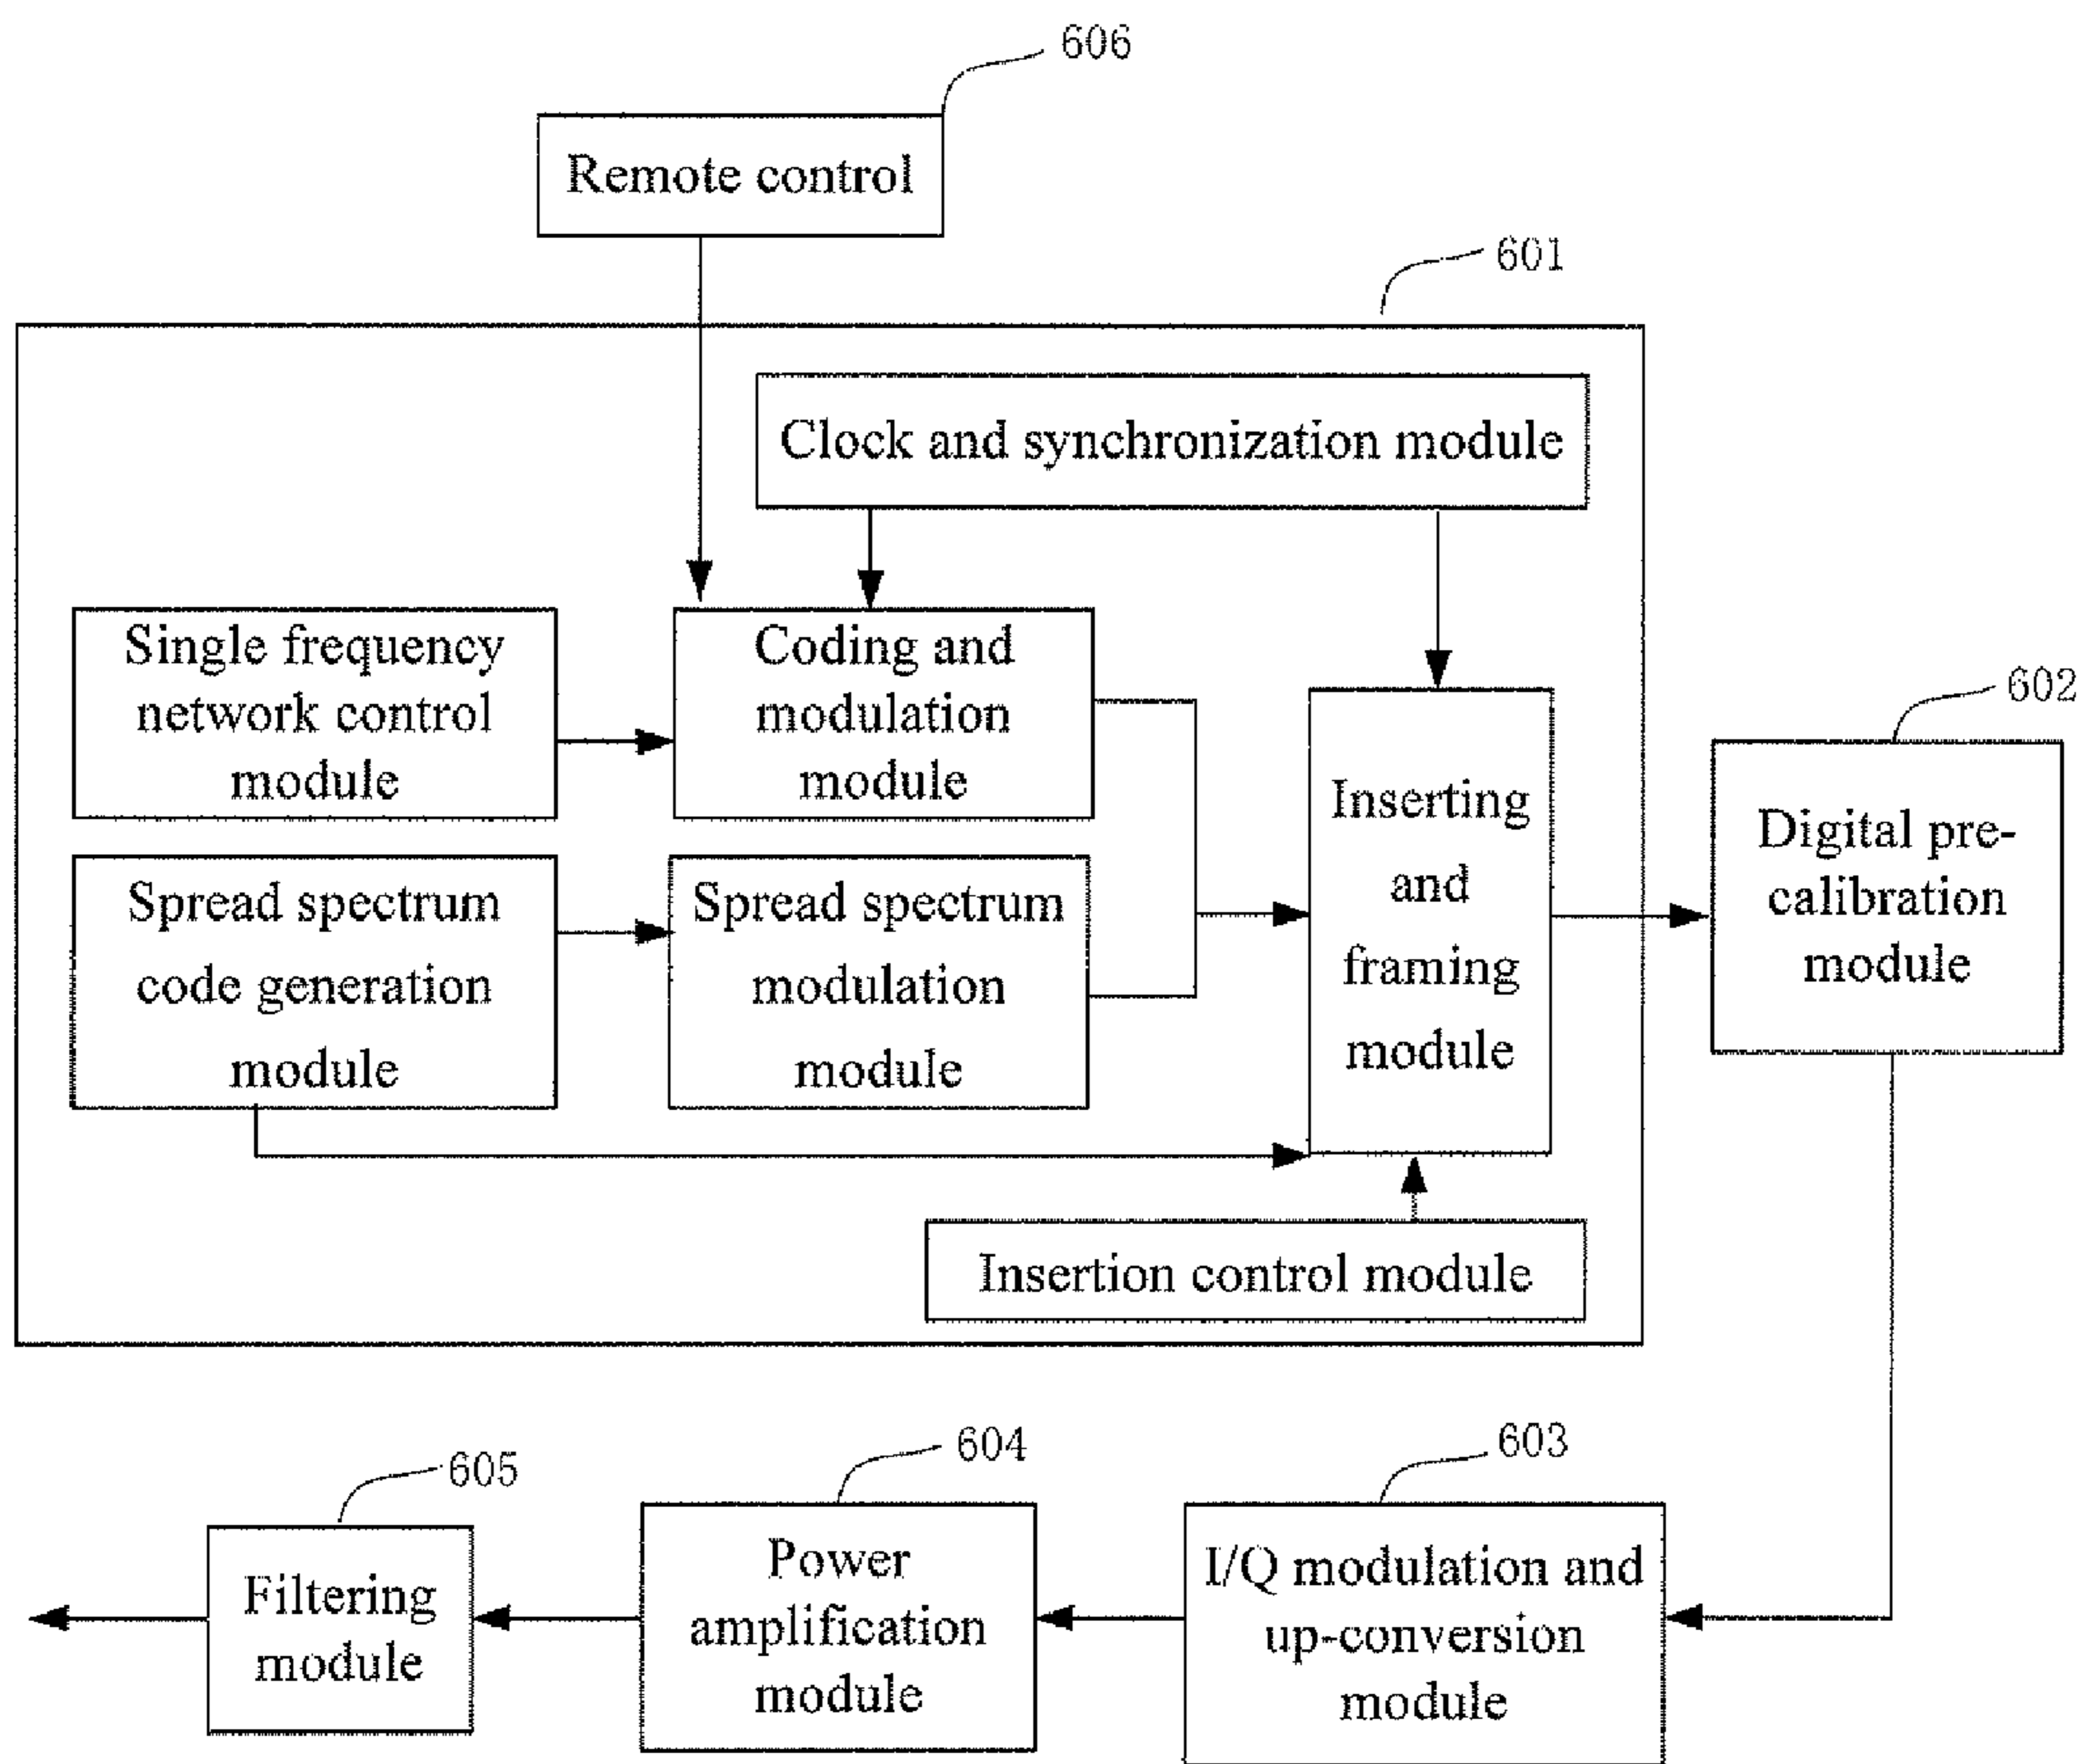 606
Remote control
601
Clock and synchronization module
Single frequency
network control
module
Coding and
modulation
module
602
Inserting
and
framing
module
Digital pre-
calibration
module
Spread spectrum
code generation
module
Spread spectrum
modulation
module
Insertion control module
605
Filtering
module
604
Power
amplification
module
603
I/Q modulation and
up-conversion
module